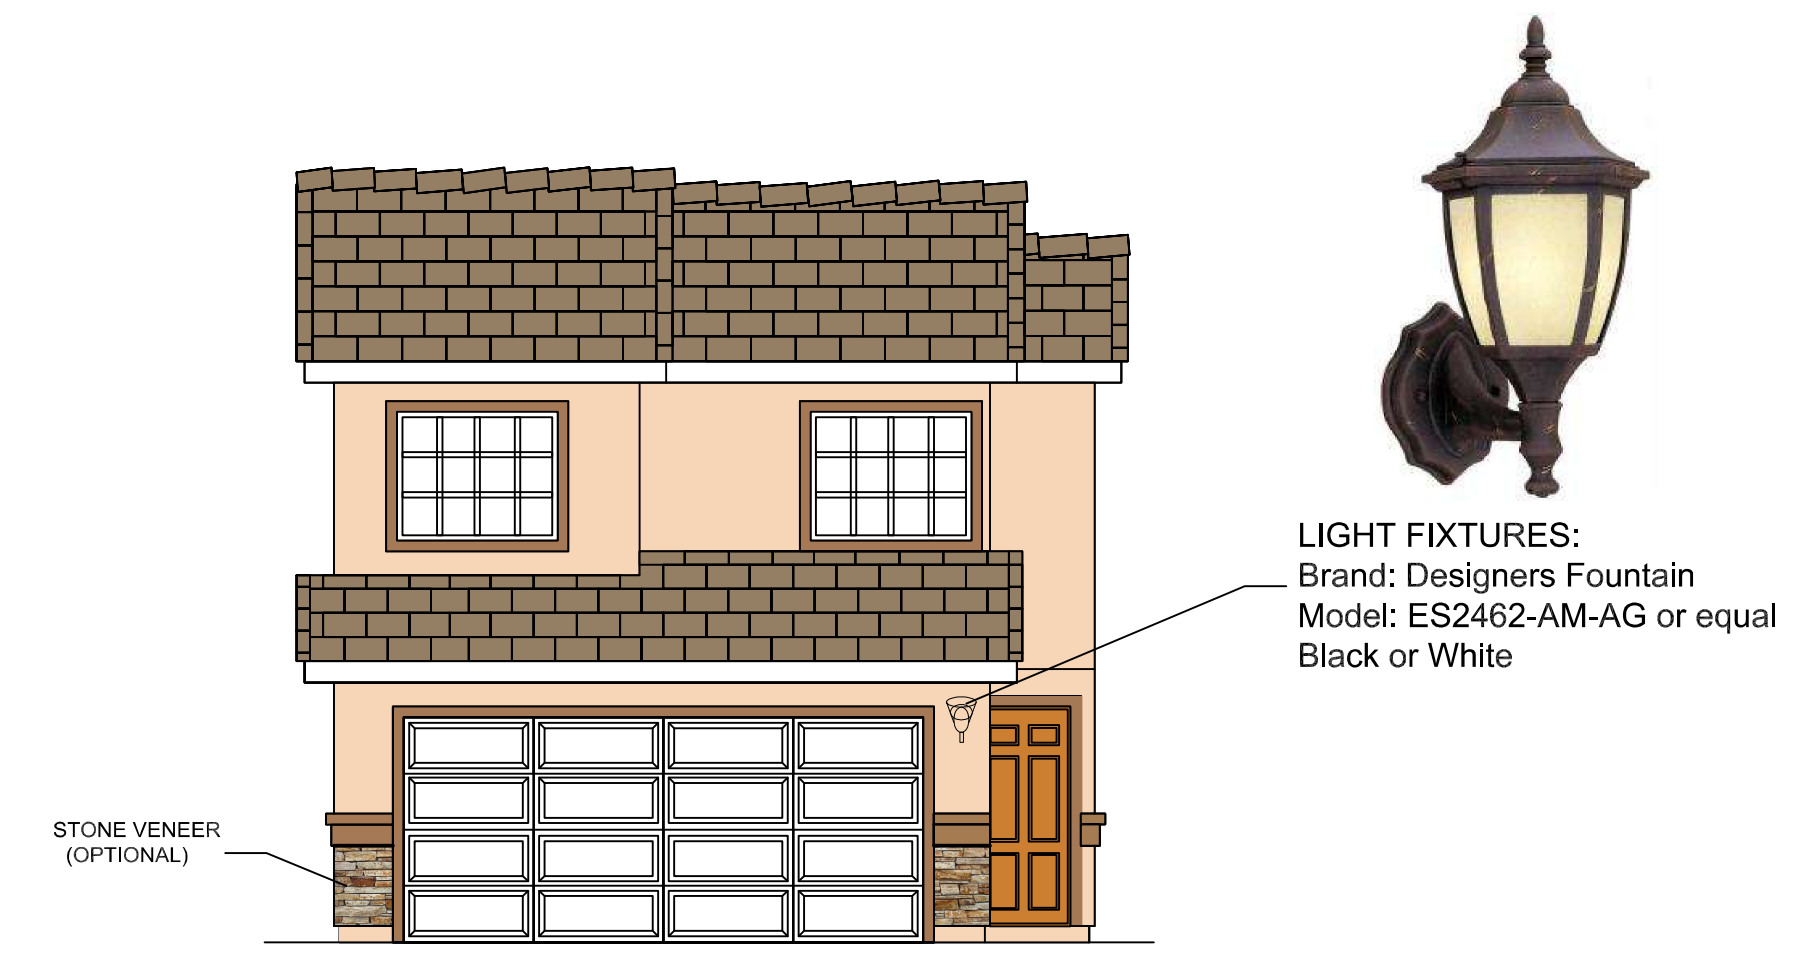 LIGHT FIXTURES:
Brand: Designers Fountain
Model: ES2462-AM-AG or equal
Black or White
STONE VENEER
(OPTIONAL)